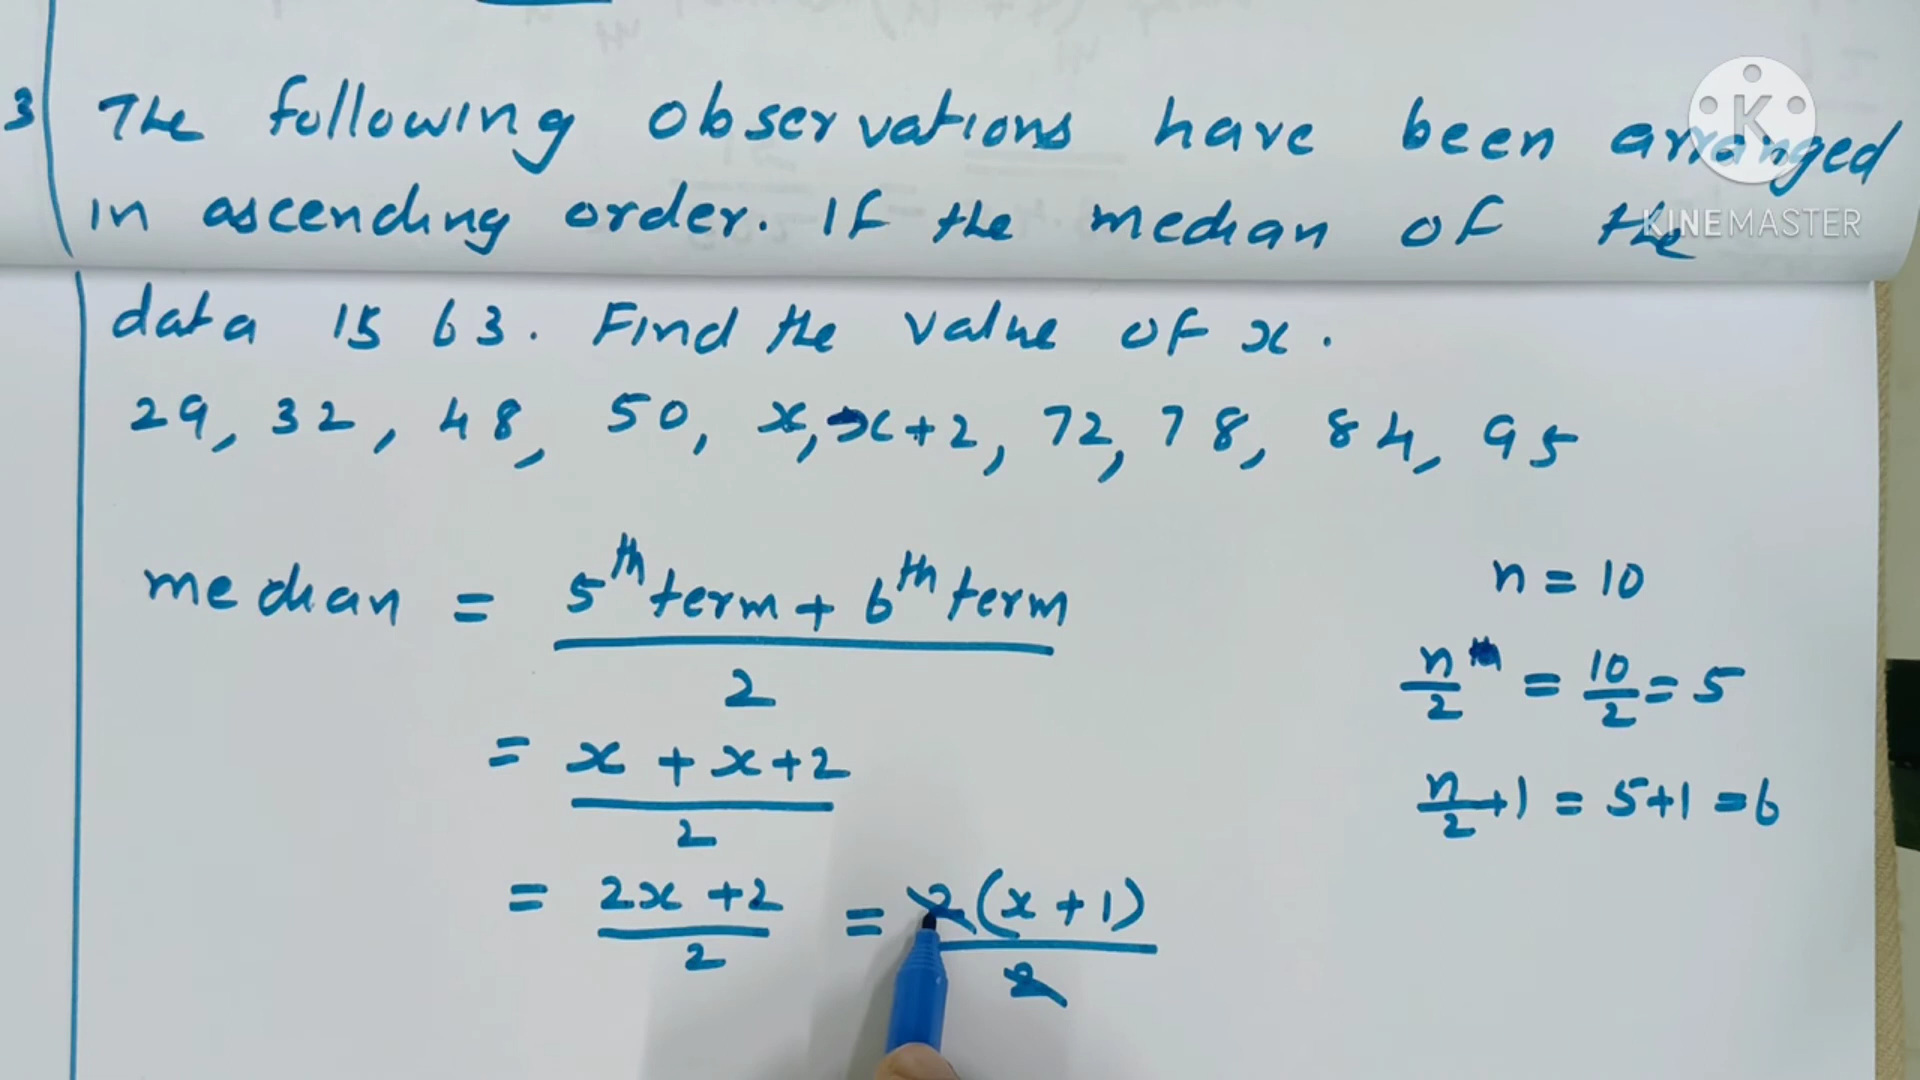 3 The following observations have been arranged
in ascending order. If the median of the
data is 63. Find the value of x.
29, 32, 48, 50, x, x+2, 72, 78, 84, 95
median = 5th term + 6th term / 2
= x + x+2 / 2
= 2x+2 / 2 = 2(x+1) / 2
n = 10
n/2 th = 10/2 = 5
n/2 +1 = 5+1 = 6
K
KINEMASTER